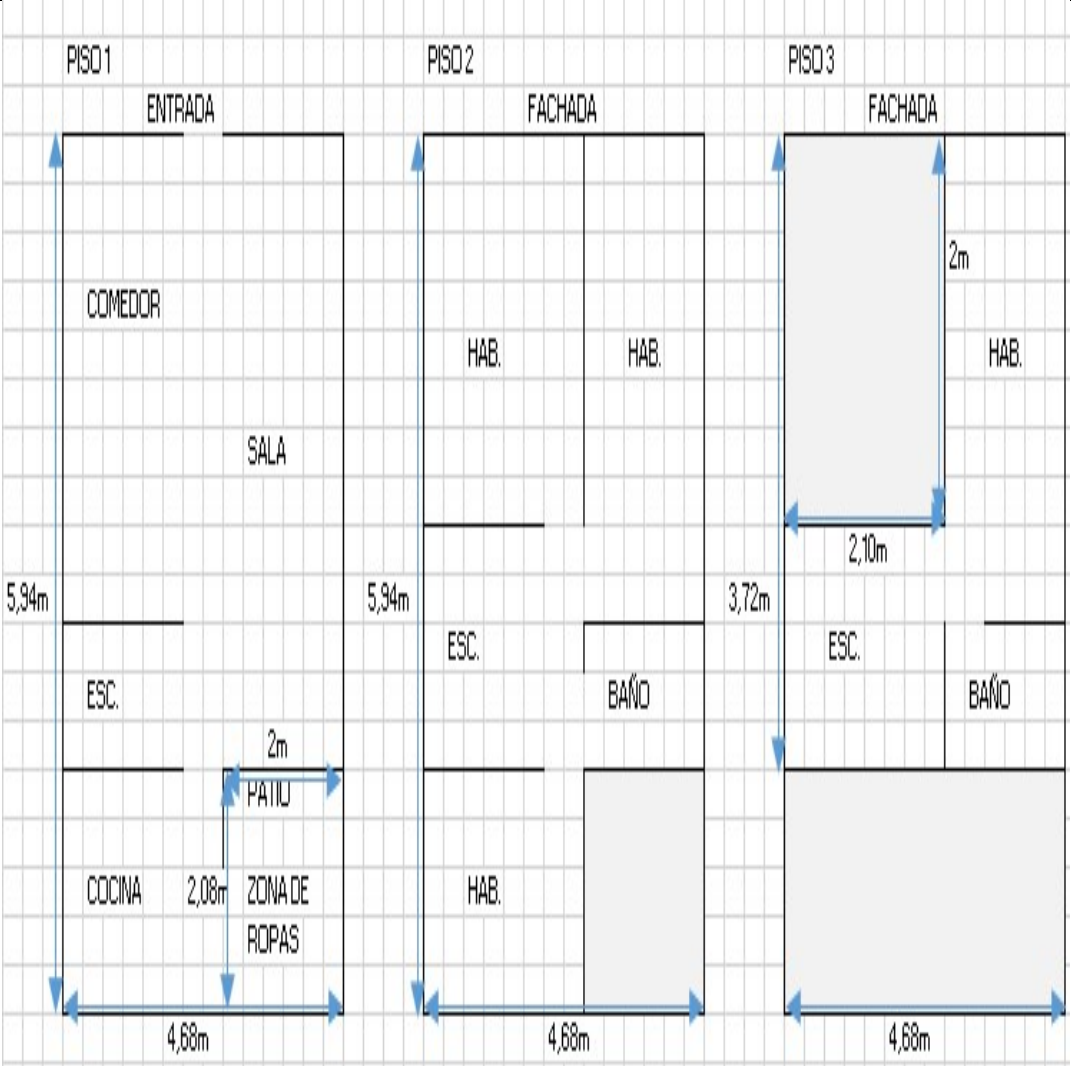 PISO 1
ENTRADA
COMEDOR
SALA
5,94m
ESC.
2m
PATIO
COCINA
2,08m
ZONA DE
ROPAS
4,68m
PISO 2
FACHADA
HAB.
HAB.
5,94m
ESC.
BAÑO
HAB.
4,68m
PISO 3
FACHADA
2m
HAB.
2,10m
3,72m
ESC.
BAÑO
4,68m